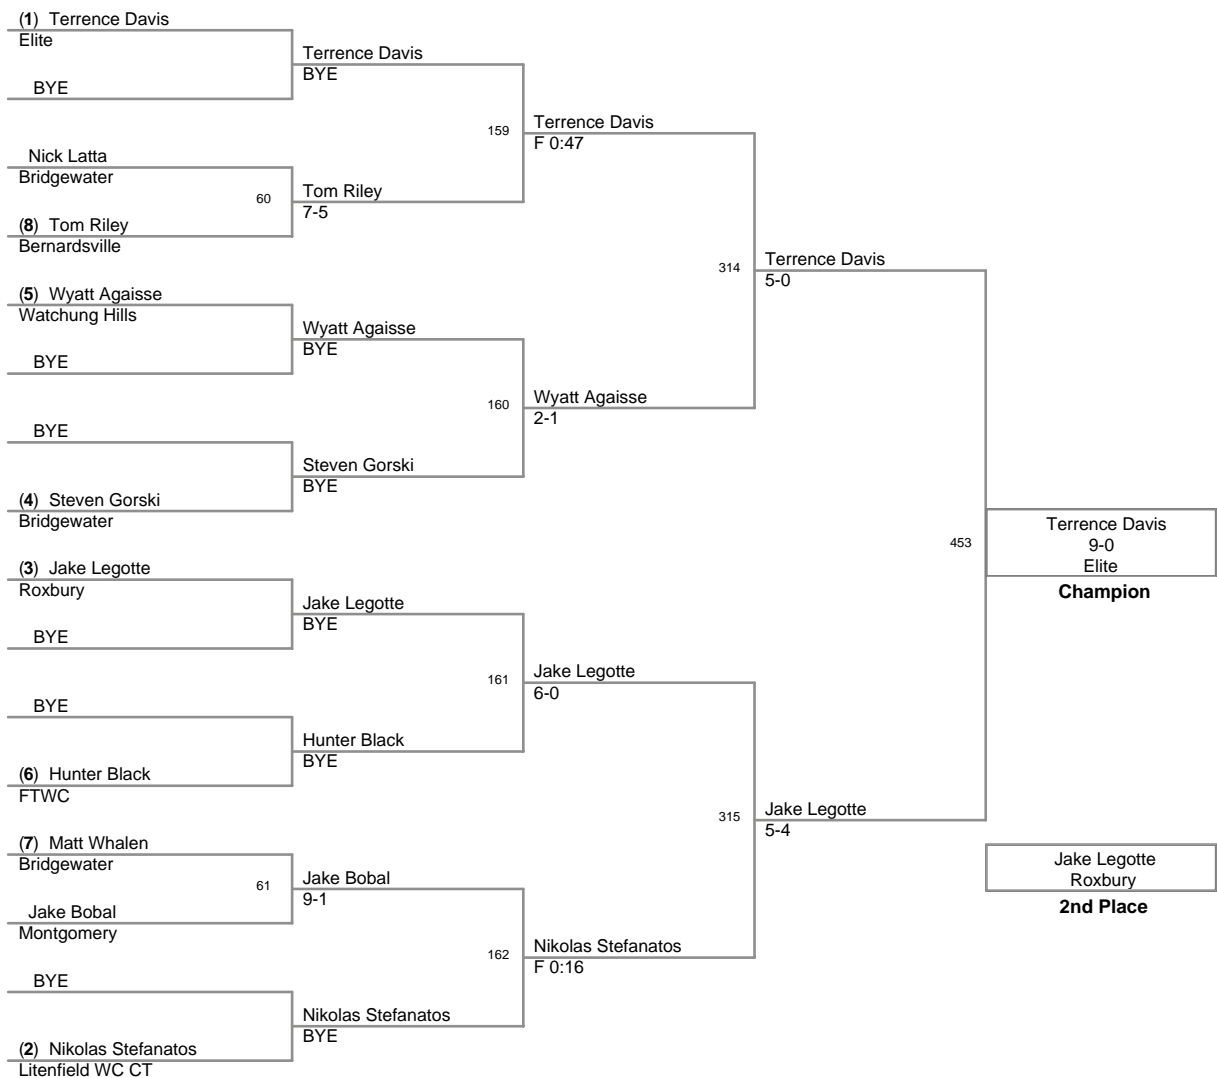 (1) Terrence Davis
Elite
BYE
Nick Latta
Bridgewater
(8) Tom Riley
Bernardsville
(5) Wyatt Agaisse
Watchung Hills
BYE
BYE
(4) Steven Gorski
Bridgewater
(3) Jake Legotte
Roxbury
BYE
BYE
(6) Hunter Black
FTWC
(7) Matt Whalen
Bridgewater
Jake Bobal
Montgomery
BYE
(2) Nikolas Stefanatos
Litenfield WC CT
Terrence Davis
BYE
60
Tom Riley
7-5
Wyatt Agaisse
BYE
Steven Gorski
BYE
Jake Legotte
BYE
Hunter Black
BYE
61
Jake Bobal
9-1
Nikolas Stefanatos
BYE
159
Terrence Davis
F 0:47
160
Wyatt Agaisse
2-1
161
Jake Legotte
6-0
162
Nikolas Stefanatos
F 0:16
314
Terrence Davis
5-0
315
Jake Legotte
5-4
453
Terrence Davis
9-0
Elite
Champion
Jake Legotte
Roxbury
2nd Place